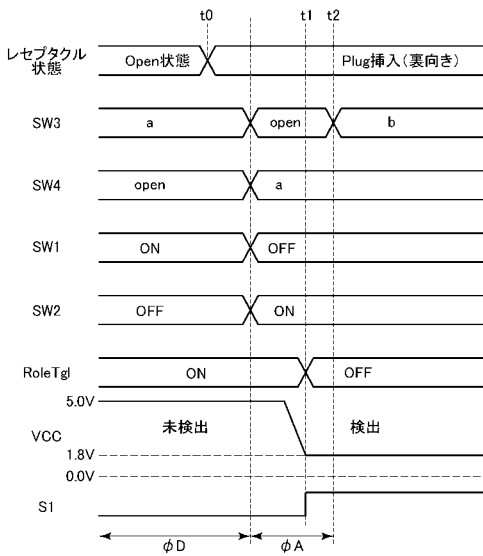 t0 t1 t2
レセプタクル
状態
Open状態 Plug挿入(裏向き)
SW3 a open b
SW4 open a
SW1 ON OFF
SW2 OFF ON
RoleTgl ON OFF
5.0V
VCC 未検出 検出
1.8V
0.0V
S1
φD φA